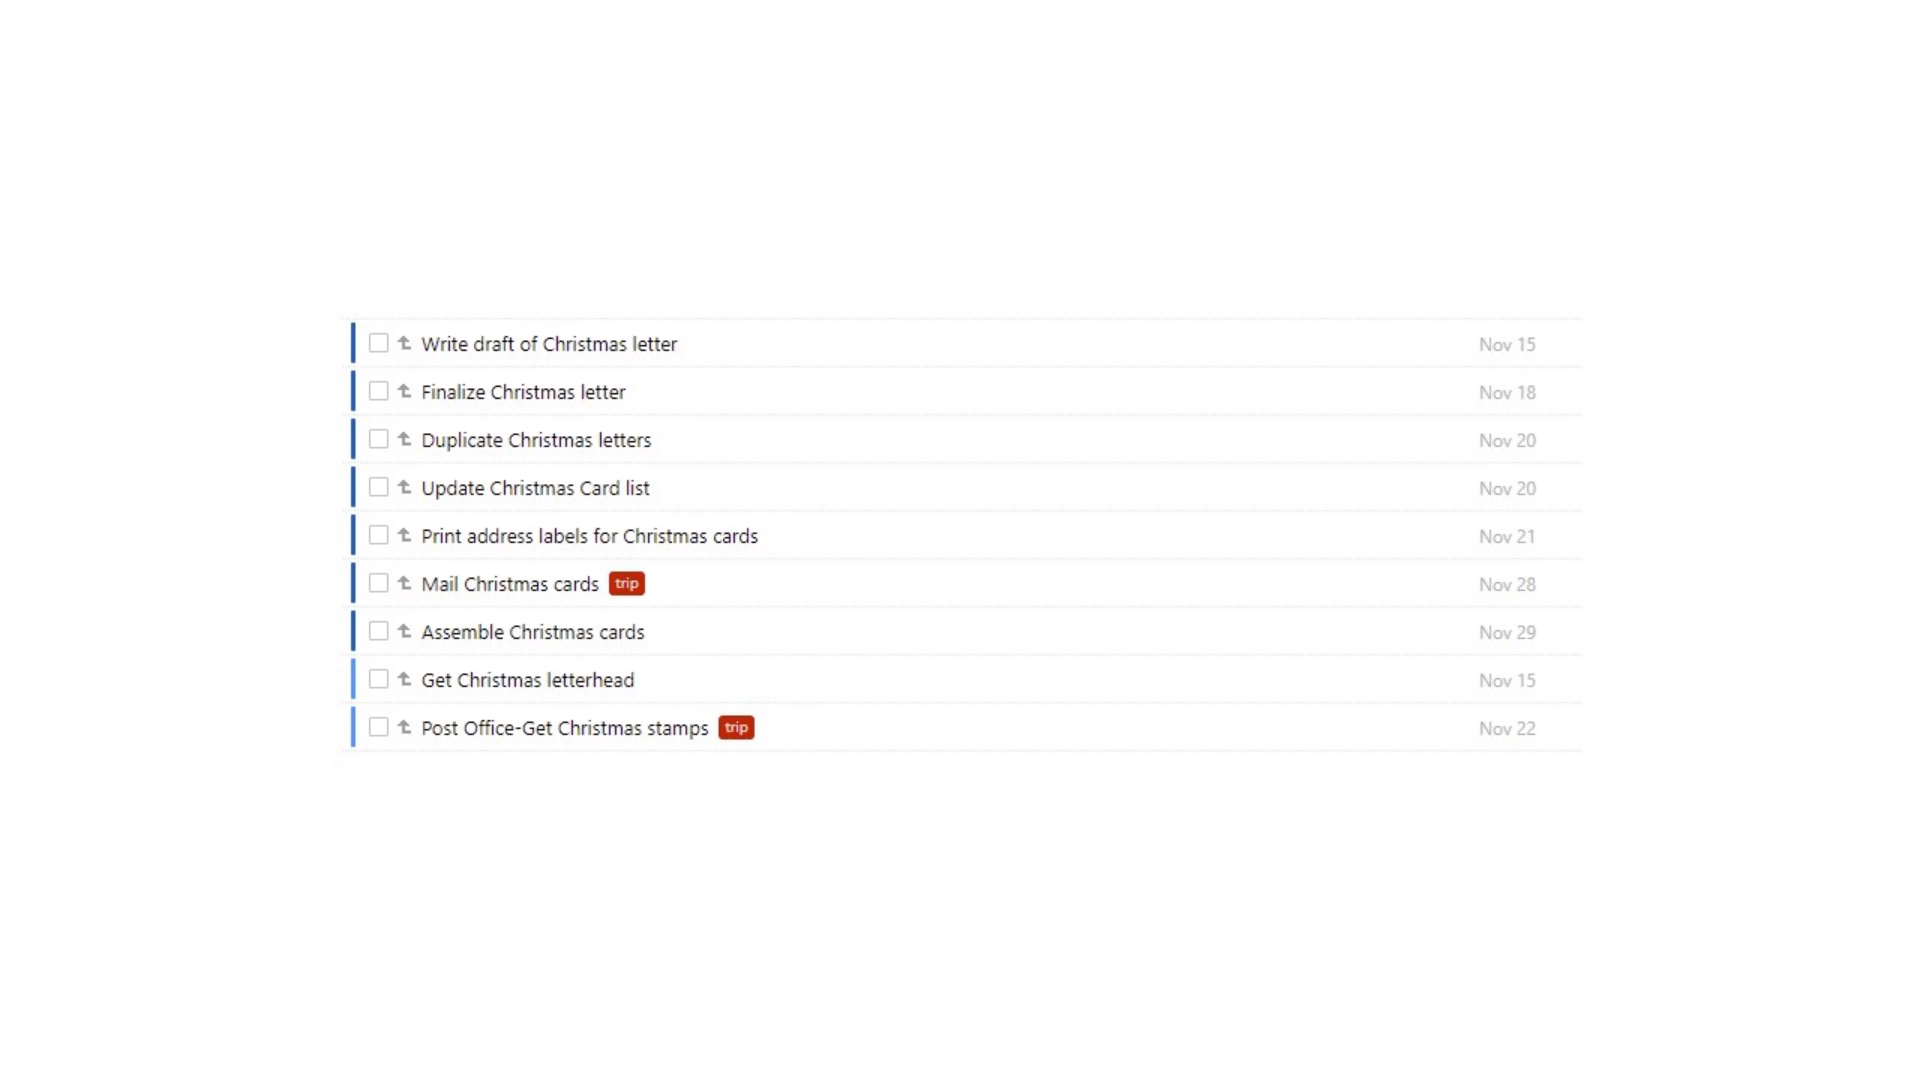 Write draft of Christmas letter Nov 15
Finalize Christmas letter Nov 18
Duplicate Christmas letters Nov 20
Update Christmas Card list Nov 20
Print address labels for Christmas cards Nov 21
Mail Christmas cards trip Nov 28
Assemble Christmas cards Nov 29
Get Christmas letterhead Nov 15
Post Office-Get Christmas stamps trip Nov 22